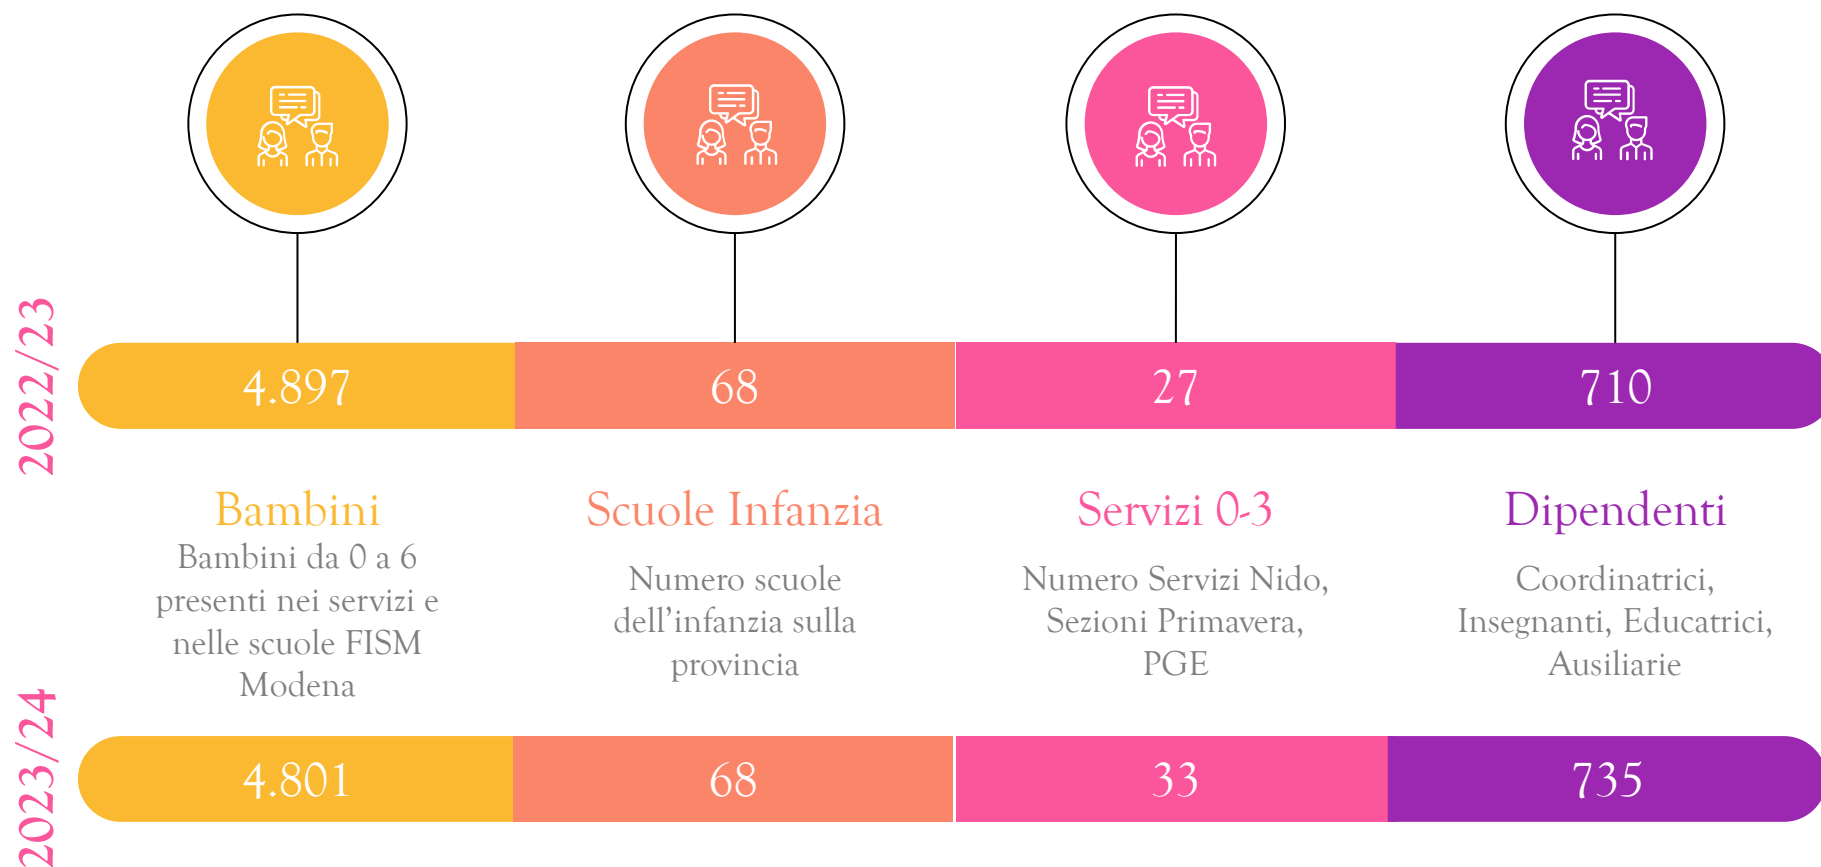 2022/23
4.897
68
27
710
Bambini
Bambini da 0 a 6
presenti nei servizi e
nelle scuole FISM
Modena
Scuole Infanzia
Numero scuole
dell’infanzia sulla
provincia
Servizi 0-3
Numero Servizi Nido,
Sezioni Primavera,
PGE
Dipendenti
Coordinatrici,
Insegnanti, Educatrici,
Ausiliarie
2023/24
4.801
68
33
735